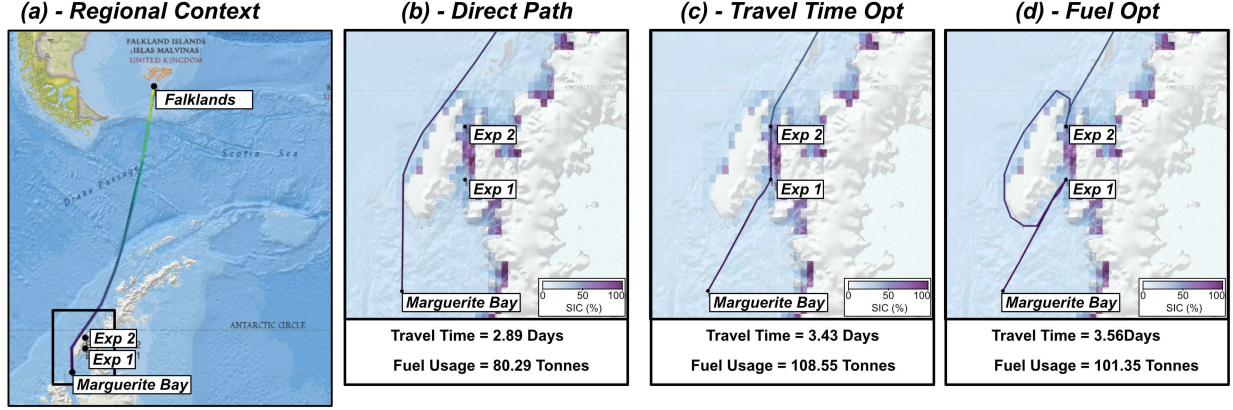 (a) - Regional Context
FALKLAND ISLANDS
(ISLAS MALVINAS)
UNITED KINGDOM
Falklands
Scotia Sea
Drake Passage
ANTARCTIC CIRCLE
Exp 2
Exp 1
Marguerite Bay
(b) - Direct Path
ANTARCTIC CIRCLE
Exp 2
Exp 1
Marguerite Bay
0 50 100
SIC (%)
Travel Time = 2.89 Days
Fuel Usage = 80.29 Tonnes
(c) - Travel Time Opt
ANTARCTIC CIRCLE
Exp 2
Exp 1
Marguerite Bay
0 50 100
SIC (%)
Travel Time = 3.43 Days
Fuel Usage = 108.55 Tonnes
(d) - Fuel Opt
ANTARCTIC CIRCLE
Exp 2
Exp 1
Marguerite Bay
0 50 100
SIC (%)
Travel Time = 3.56Days
Fuel Usage = 101.35 Tonnes